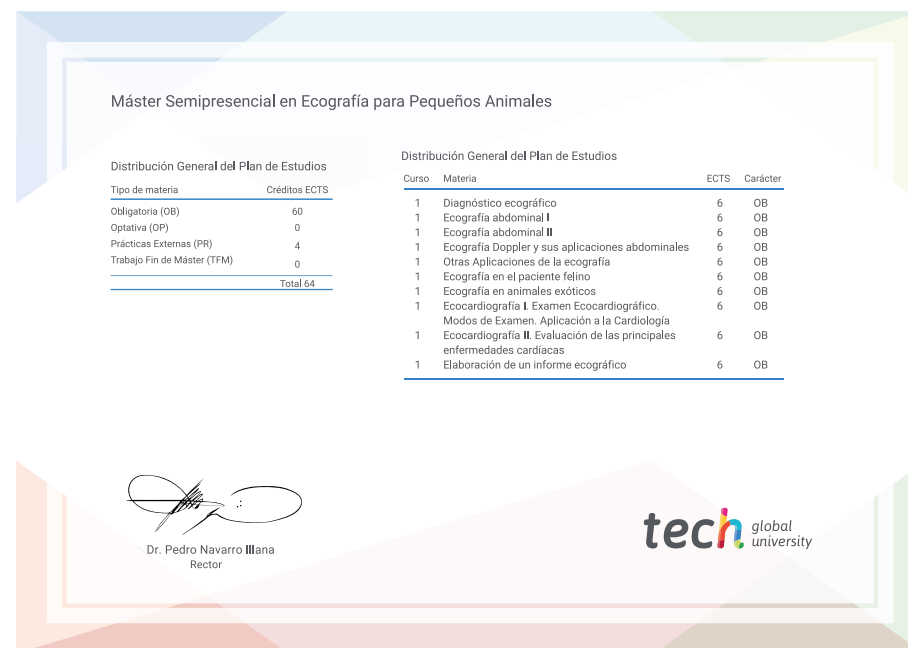 Máster Semipresencial en Ecografía para Pequeños Animales
Distribución General del Plan de Estudios
Tipo de materia Créditos ECTS
Obligatoria (OB) 60
Optativa (OP) 0
Prácticas Externas (PR) 4
Trabajo Fin de Máster (TFM) 0
Total 64
Distribución General del Plan de Estudios
Curso Materia ECTS Carácter
1 Diagnóstico ecográfico 6 OB
1 Ecografía abdominal I 6 OB
1 Ecografía abdominal II 6 OB
1 Ecografía Doppler y sus aplicaciones abdominales 6 OB
1 Otras Aplicaciones de la ecografía 6 OB
1 Ecografía en el paciente felino 6 OB
1 Ecografía en animales exóticos 6 OB
1 Ecocardiografía I. Examen Ecocardiográfico. 6 OB
Modos de Examen. Aplicación a la Cardiología
1 Ecocardiografía II. Evaluación de las principales 6 OB
enfermedades cardíacas
1 Elaboración de un informe ecográfico 6 OB
Dr. Pedro Navarro Illana
Rector
tech global
university